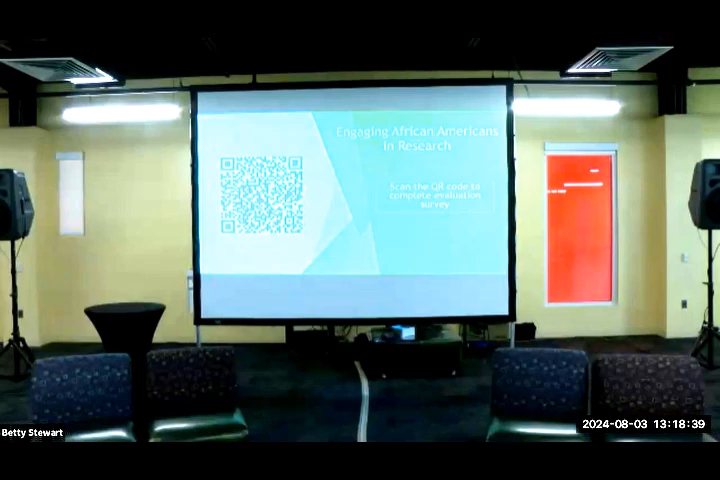 Engaging African Americans
in Research
Scan the QR code to
complete evaluation
survey
Betty Stewart
2024-08-03 13:18:39